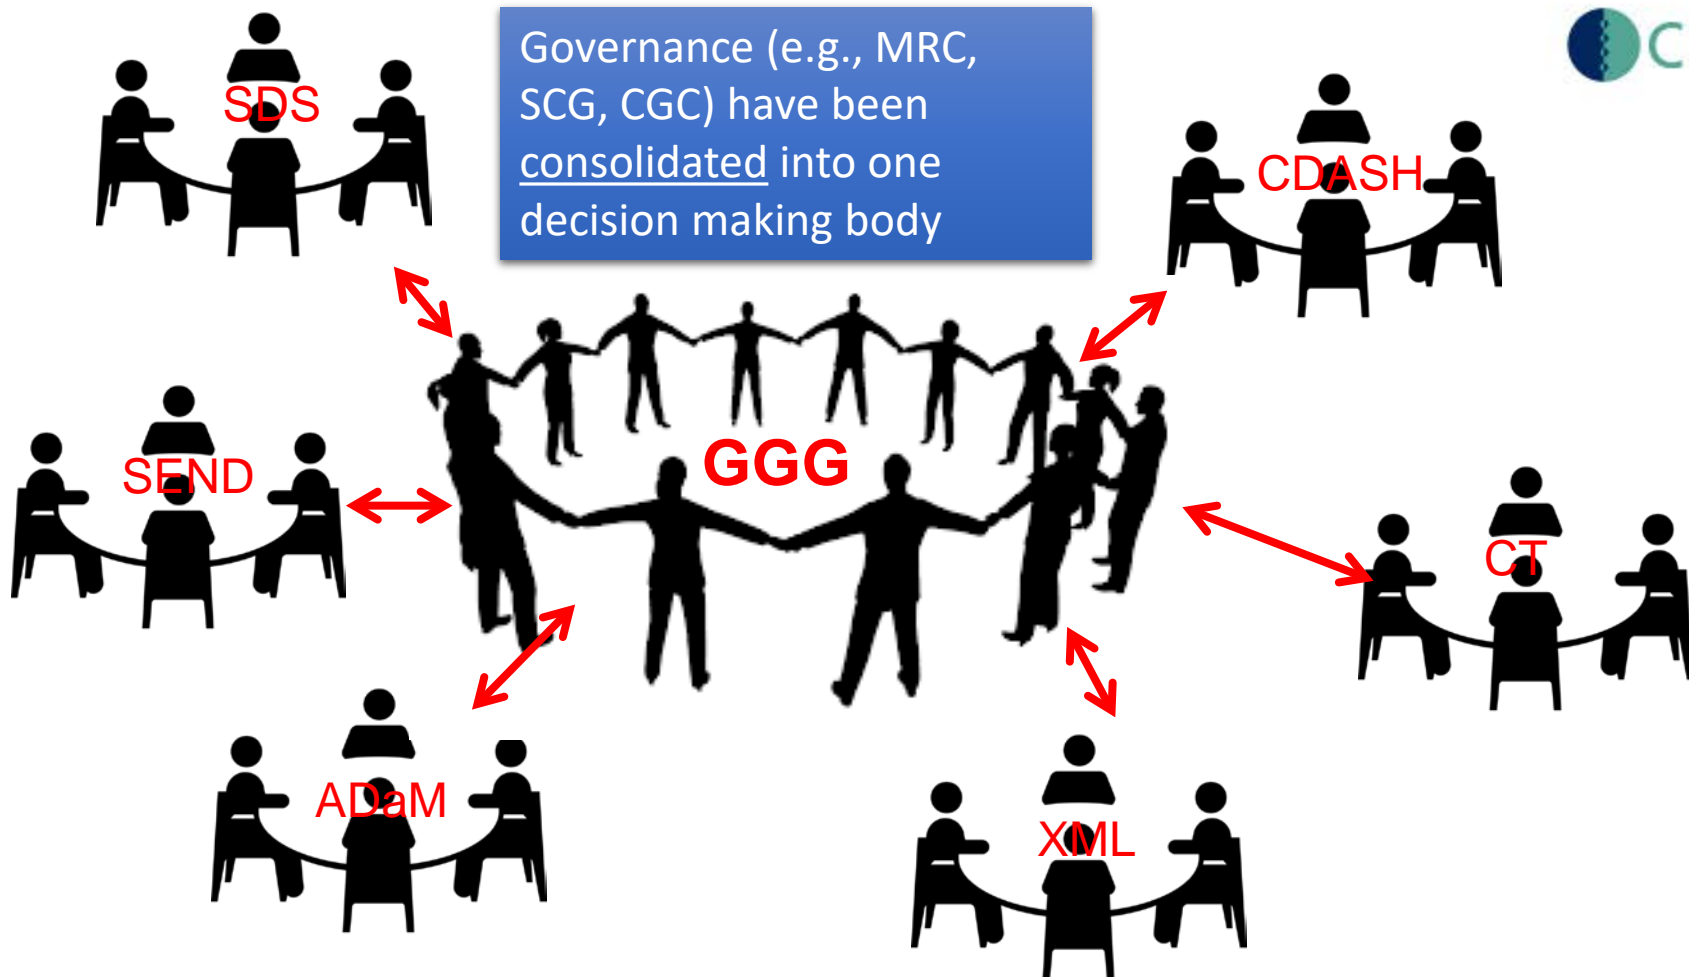 Governance (e.g., MRC,
SCG, CGC) have been
consolidated into one
decision making body
C
SDS
CDASH
SEND
GGG
CT
ADaM
XML